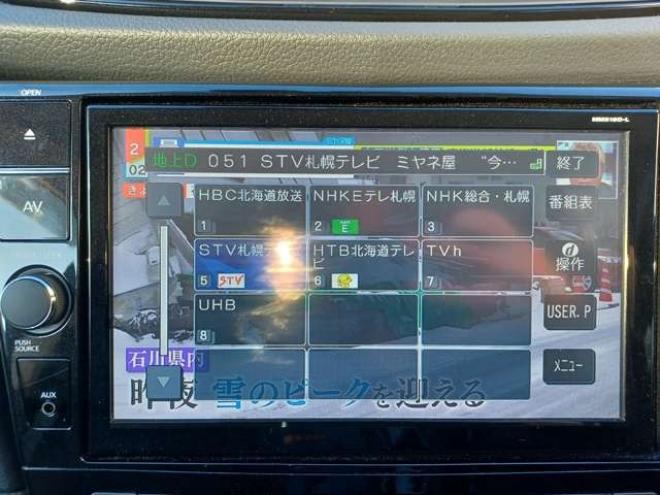 OPEN
AV
PUSH
SOURCE
AUX
地上D 051 STV札幌テレビ ミヤネ屋 “今… 終了
HBC北海道放送
1
NHKEテレ札幌
2 E
NHK総合・札幌
3
番組表
STV札幌テ
5 STV
HTB北海道テレ
ビ
6
TVh
7
d
操作
UHB
8
USER.P
メニュー
石川県内
昨夜 雪のピークを迎える